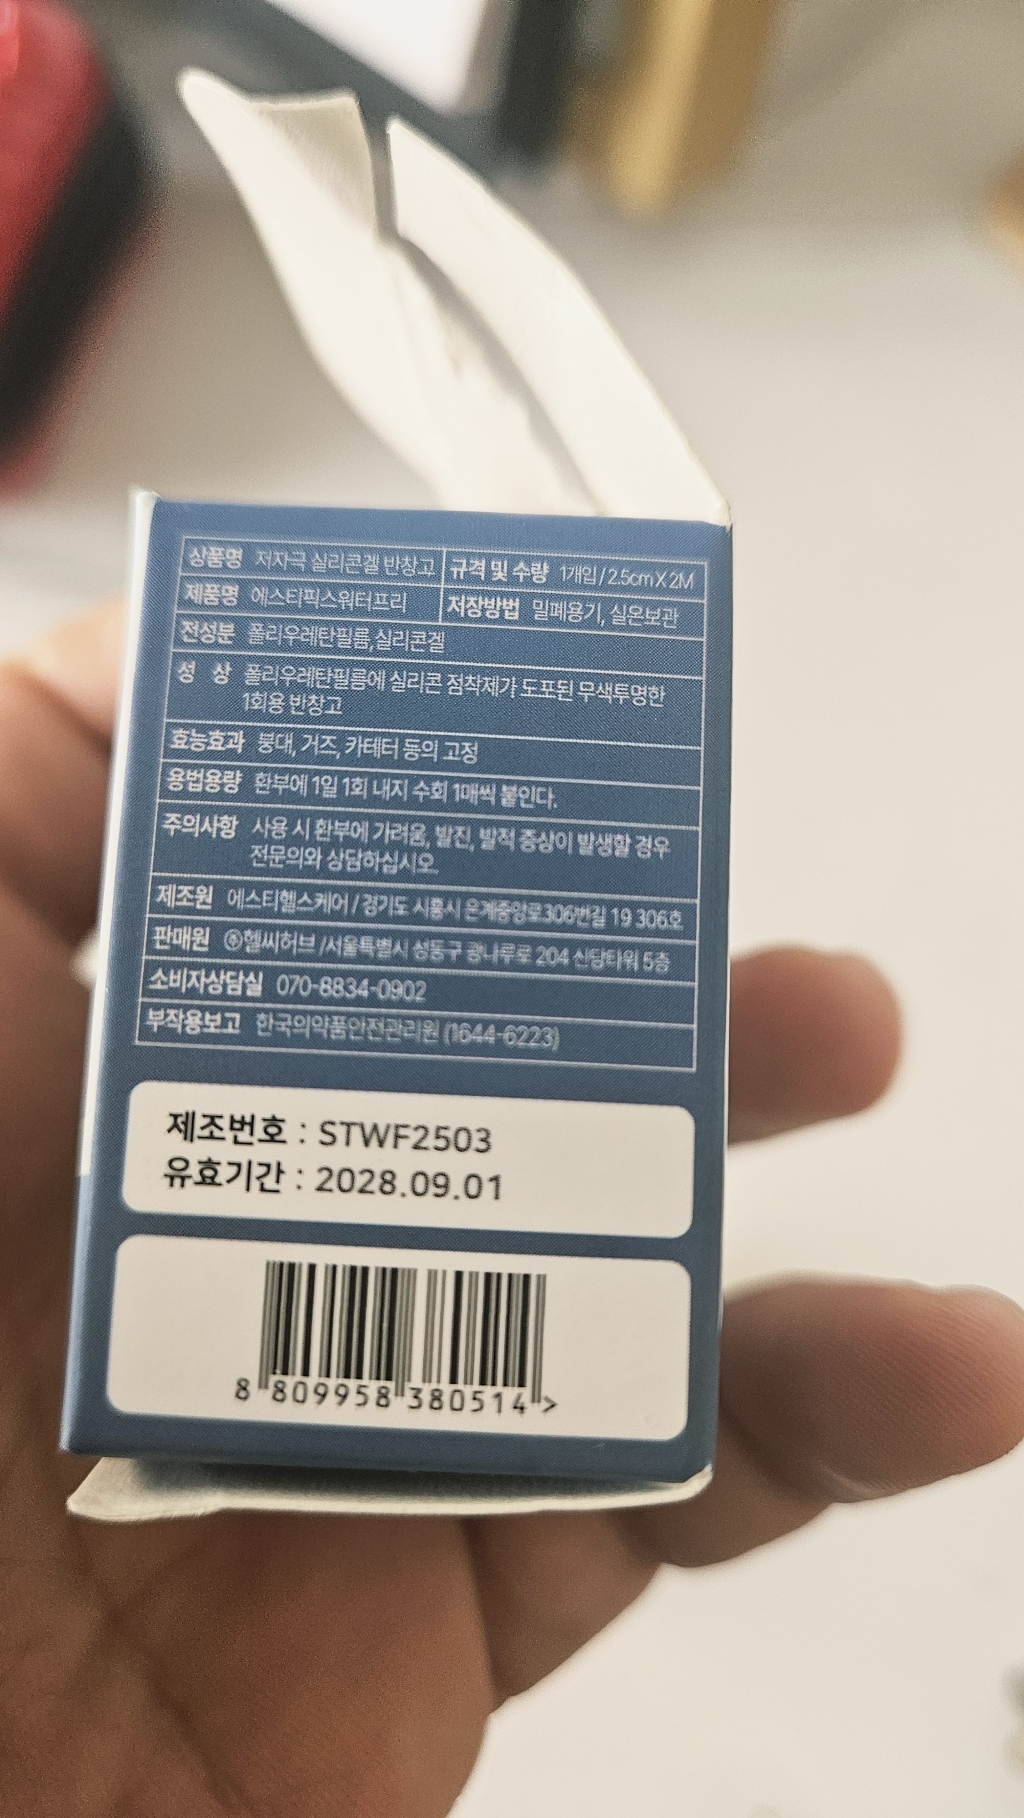 상품명 저자극 실리콘겔 반창고 규격 및 수량 1개입 / 2.5cm X 2M
제품명 에스티픽스워터프리 저장방법 밀폐용기, 실온보관
전성분 폴리우레탄필름,실리콘겔
성 상 폴리우레탄필름에 실리콘 점착제가 도포된 무색투명한
1회용 반창고
효능효과 붕대, 거즈, 카테터 등의 고정
용법용량 환부에 1일 1회 내지 수회 1매씩 붙인다.
주의사항 사용 시 환부에 가려움, 발진, 발적 증상이 발생할 경우
전문의와 상담하십시오.
제조원 에스티헬스케어 / 경기도 시흥시 은계중앙로306번길 19 306호
판매원 ㈜헬씨허브 /서울특별시 성동구 광나루로 204 신담타워 5층
소비자상담실 070-8834-0902
부작용보고 한국의약품안전관리원 (1644-6223)
제조번호 : STWF2503
유효기간 : 2028.09.01
8 809958 380514 >